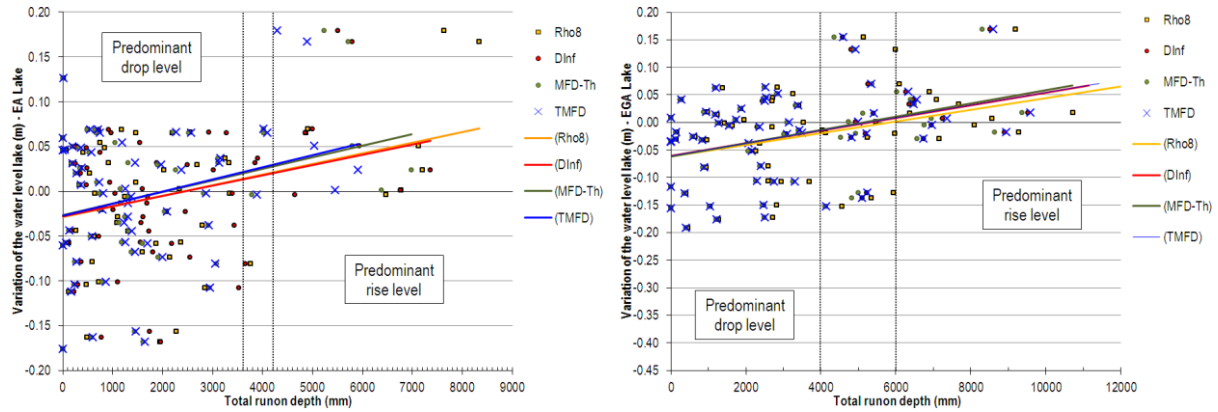 Variation of the water level lake (m) - EA Lake
0.20
0.15
0.10
0.05
0.00
-0.05
-0.10
-0.15
0.20
Predominant
drop level
Predominant
rise level
0 1000 2000 3000 4000 5000 6000 7000 8000 9000
Total runon depth (mm)
Rho8
DInf
MFD-Th
TMFD
(Rho8)
(DInf)
(MFD-Th)
(TMFD)
Variation of the water level lake (m) - EGA Lake
0.20
0.15
0.10
0.05
0.00
-0.05
-0.10
-0.15
-0.20
-0.25
-0.30
-0.35
-0.40
-0.45
Predominant
drop level
Predominant
rise level
0 2000 4000 6000 8000 10000 12000
Total runon depth (mm)
Rho8
DInf
MFD-Th
TMFD
(Rho8)
(DInf)
(MFD-Th)
(TMFD)